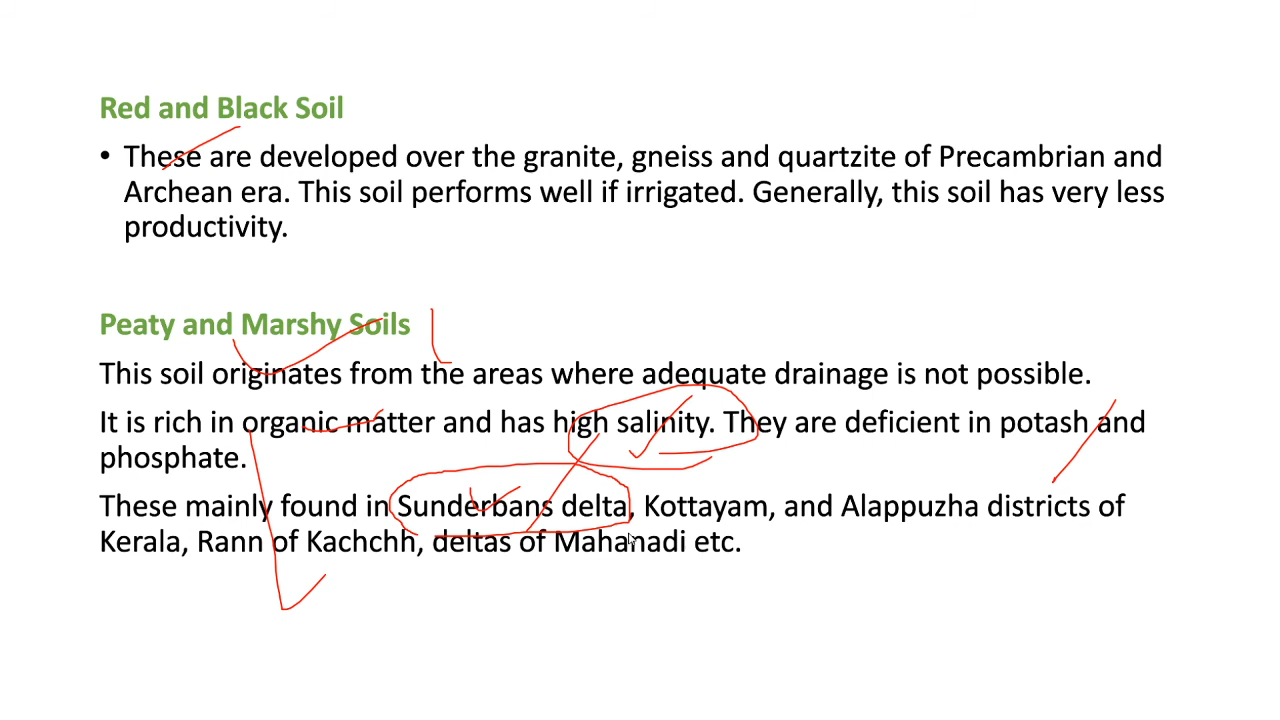 Red and Black Soil
• These are developed over the granite, gneiss and quartzite of Precambrian and
Archean era. This soil performs well if irrigated. Generally, this soil has very less
productivity.
Peaty and Marshy Soils
This soil originates from the areas where adequate drainage is not possible.
It is rich in organic matter and has high salinity. They are deficient in potash and
phosphate.
These mainly found in Sunderbans delta, Kottayam, and Alappuzha districts of
Kerala, Rann of Kachchh, deltas of Mahanadi etc.